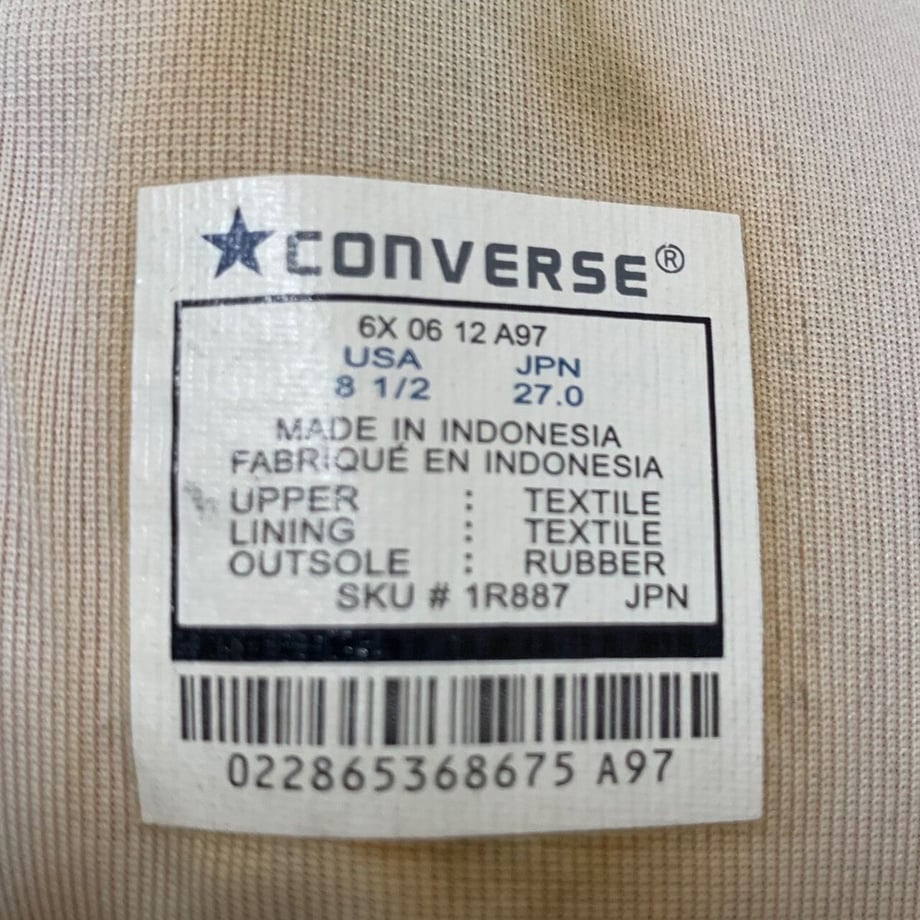 CONVERSE®
6X 06 12 A97
USA JPN
8 1/2 27.0
MADE IN INDONESIA
FABRIQUÉ EN INDONESIA
UPPER : TEXTILE
LINING : TEXTILE
OUTSOLE : RUBBER
SKU # 1R887 JPN
022865368675 A97